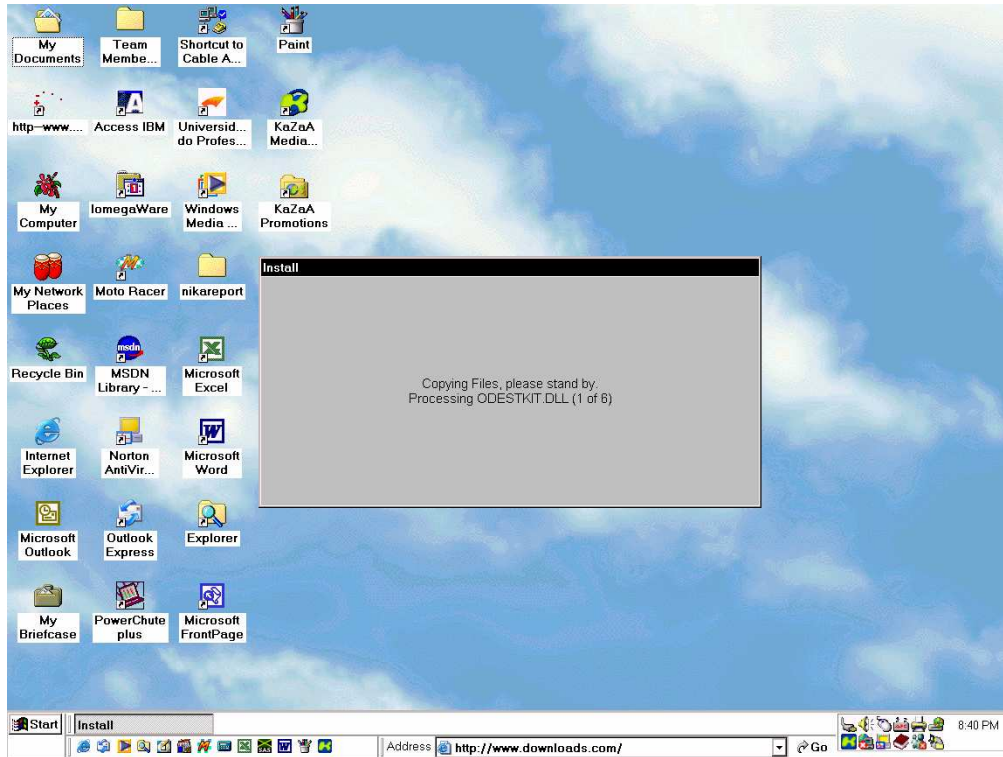 My
Documents
Team
Membe...
Shortcut to
Cable A...
Paint
http--www....
Access IBM
Universid...
do Profes...
KaZaA
Media...
My
Computer
IomegaWare
Windows
Media ...
KaZaA
Promotions
My Network
Places
Moto Racer
nikareport
Install
Recycle Bin
msdn
MSDN
Library - ...
Microsoft
Excel
Copying Files, please stand by.
Processing ODESTKIT.DLL (1 of 6)
Internet
Explorer
Norton
AntiVir...
Microsoft
Word
Microsoft
Outlook
Outlook
Express
Explorer
My
Briefcase
PowerChute
plus
Microsoft
FrontPage
Start
Install
8:40 PM
Address
http://www.downloads.com/
Go